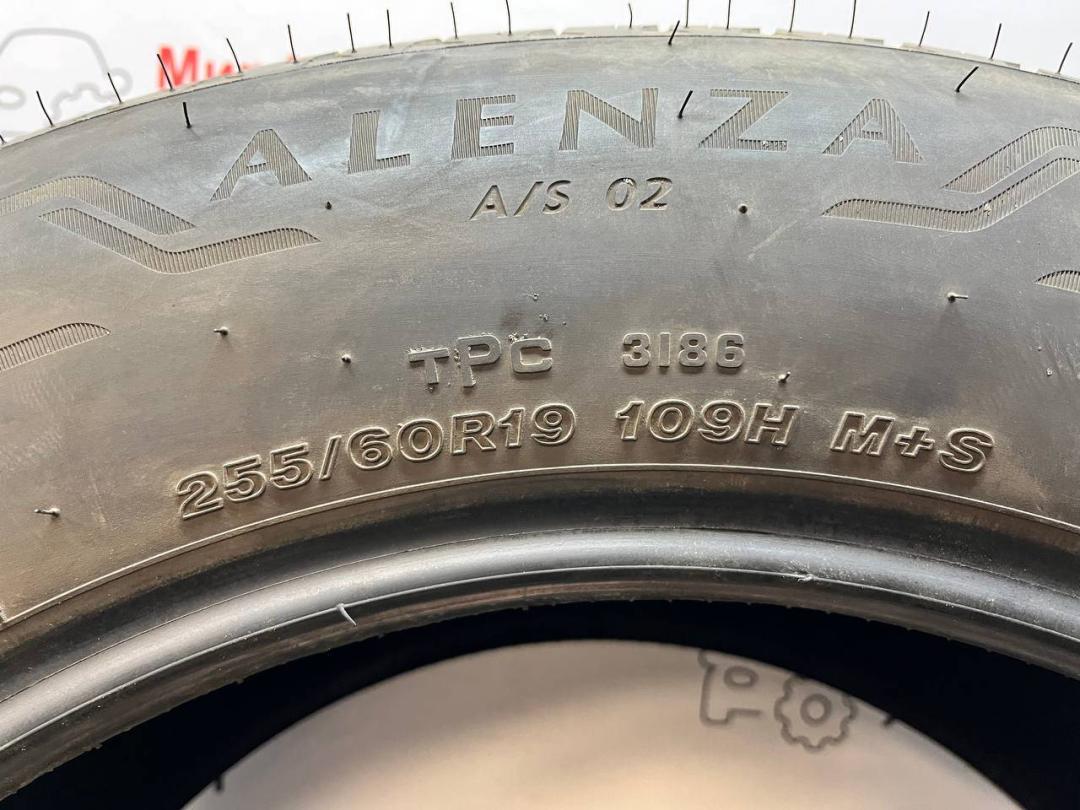 ALENZA
A/S 02
TPC 3186
255/60R19 109H M+S